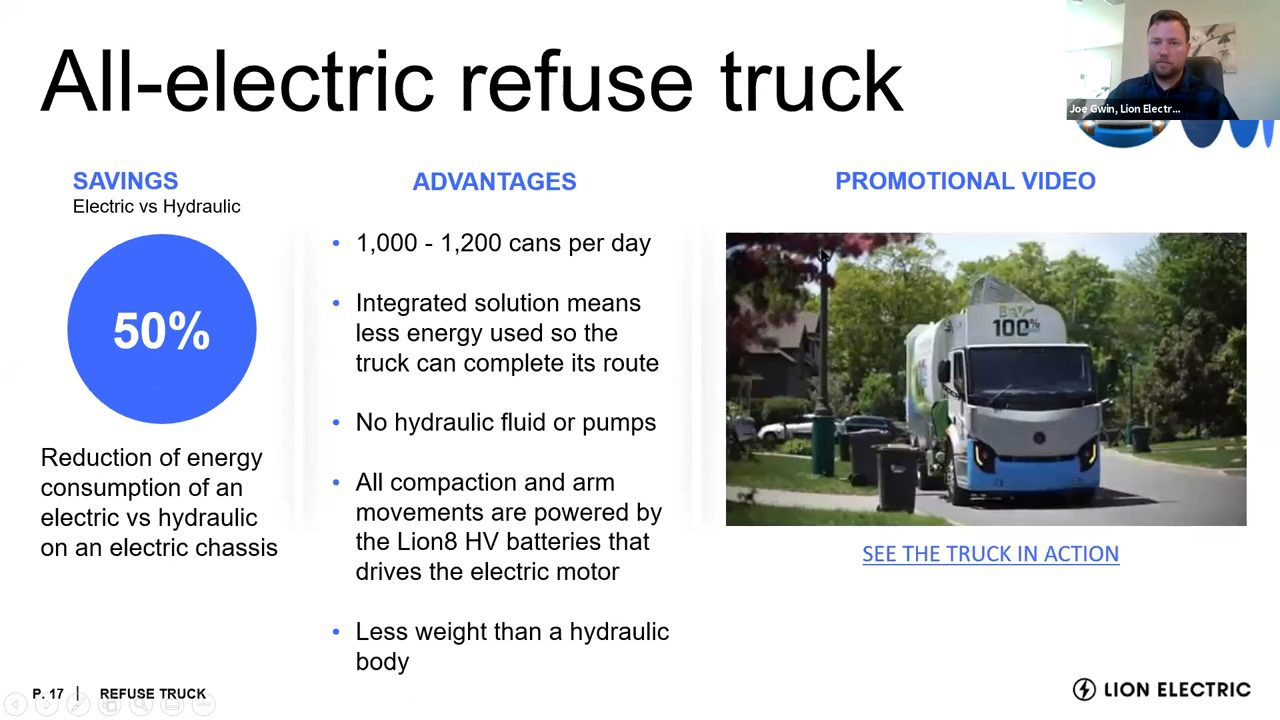 All-electric refuse truck
Joe Gwin, Lion Electr...
SAVINGS
Electric vs Hydraulic
50%
Reduction of energy
consumption of an
electric vs hydraulic
on an electric chassis
ADVANTAGES
• 1,000 - 1,200 cans per day
• Integrated solution means
less energy used so the
truck can complete its route
• No hydraulic fluid or pumps
• All compaction and arm
movements are powered by
the Lion8 HV batteries that
drives the electric motor
• Less weight than a hydraulic
body
PROMOTIONAL VIDEO
100%
SEE THE TRUCK IN ACTION
P. 17 | REFUSE TRUCK
LION ELECTRIC